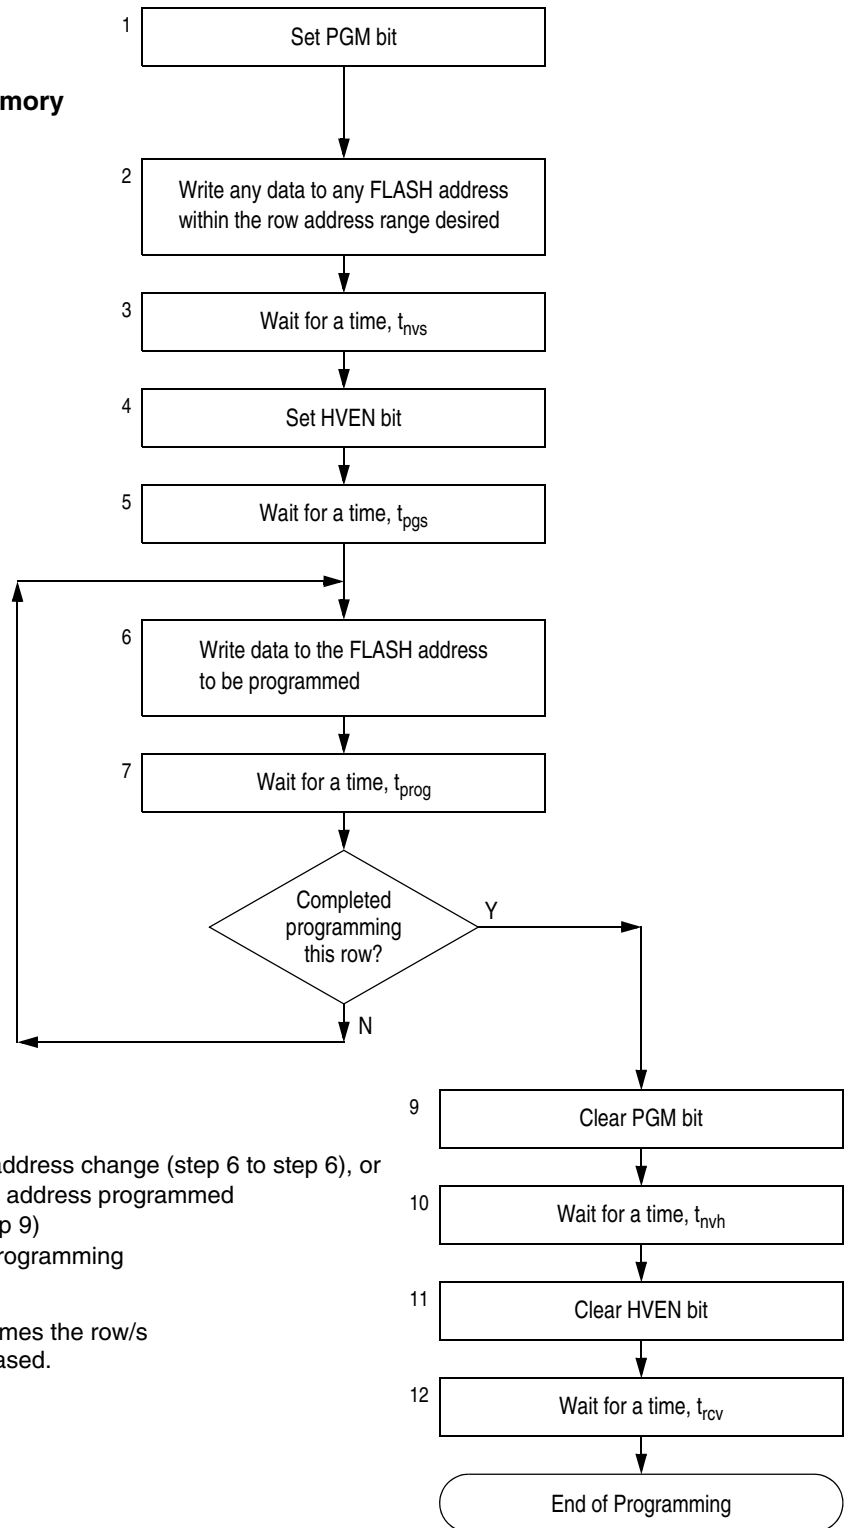 1
Set PGM bit
mory
2
Write any data to any FLASH address
within the row address range desired
3
Wait for a time, tnvs
4
Set HVEN bit
5
Wait for a time, tpgs
6
Write data to the FLASH address
to be programmed
7
Wait for a time, tprog
Completed
programming
this row?
Y
N
9
Clear PGM bit
address change (step 6 to step 6), or
address programmed
p 9)
rogramming
10
Wait for a time, tnvh
11
Clear HVEN bit
mes the row/s
ased.
12
Wait for a time, trcv
End of Programming